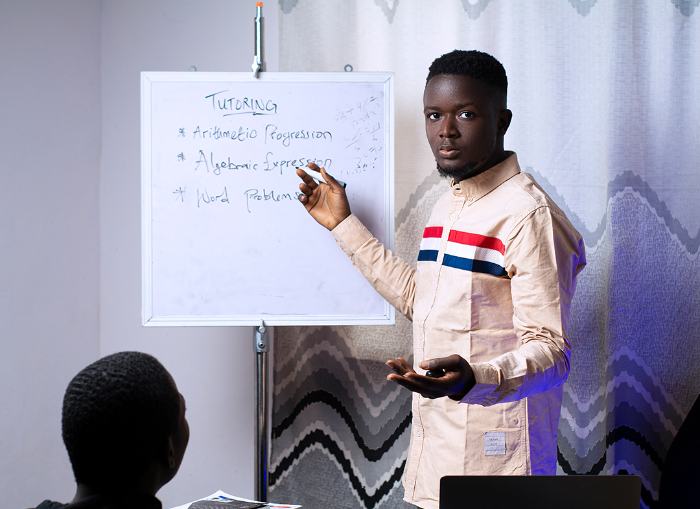 TUTORING
* Arithmetic Progression
* Algebraic Expression
* Word Problems